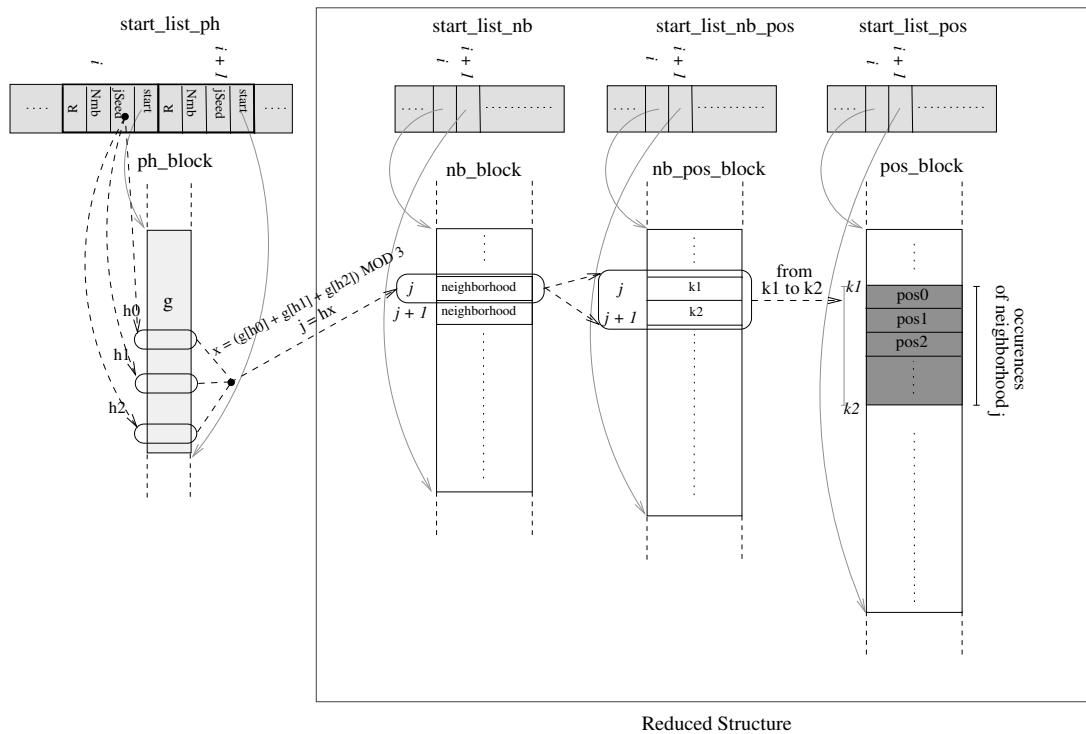 start_list_ph
i
i + 1
.... R Nmb jSeed start R Nmb jSeed start ....
ph_block
g
h0
h1
h2
x = (g[h0] + g[h1] + g[h2]) MOD 3
j = hx
start_list_nb
i
i + 1
nb_block
j neighborhood
j + 1 neighborhood
start_list_nb_pos
i
i + 1
nb_pos_block
j k1
j + 1 k2
from
k1 to k2
start_list_pos
i
i + 1
pos_block
k1
pos0
pos1
pos2
k2
occurences
of neighborhood j
Reduced Structure